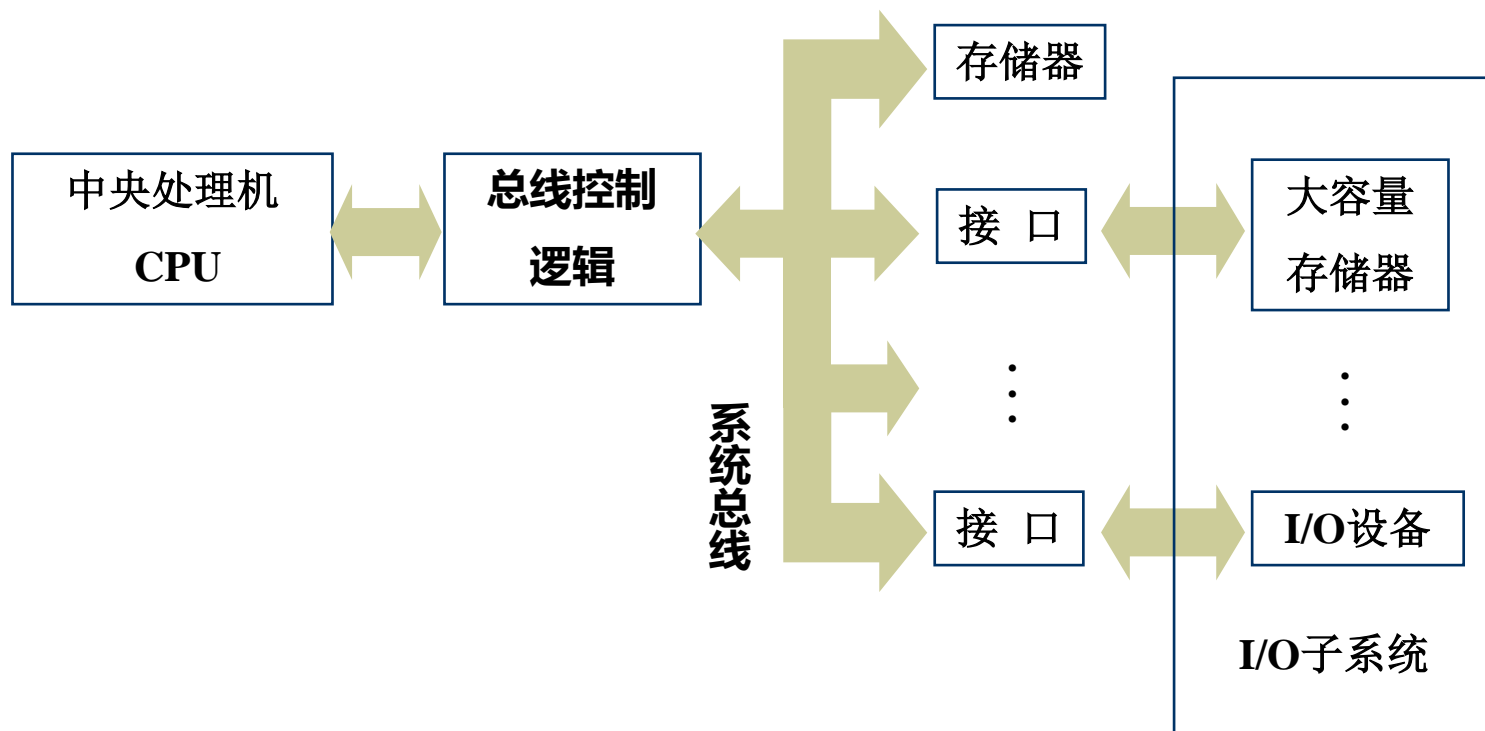 中央处理机
CPU
总线控制
逻辑
系统总线
存储器
接 口
大容量
存储器
接 口
I/O设备
I/O子系统